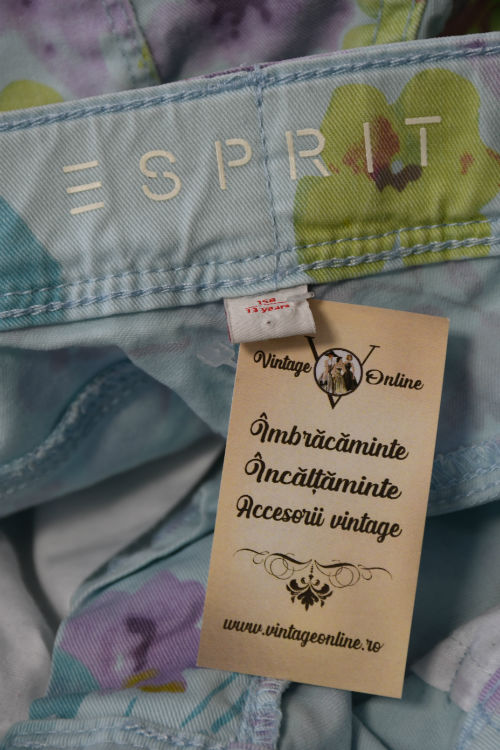 ESPRIT
158
13 years
Vintage Online
Îmbrăcăminte
Încălțăminte
Accesorii vintage
www.vintageonline.ro